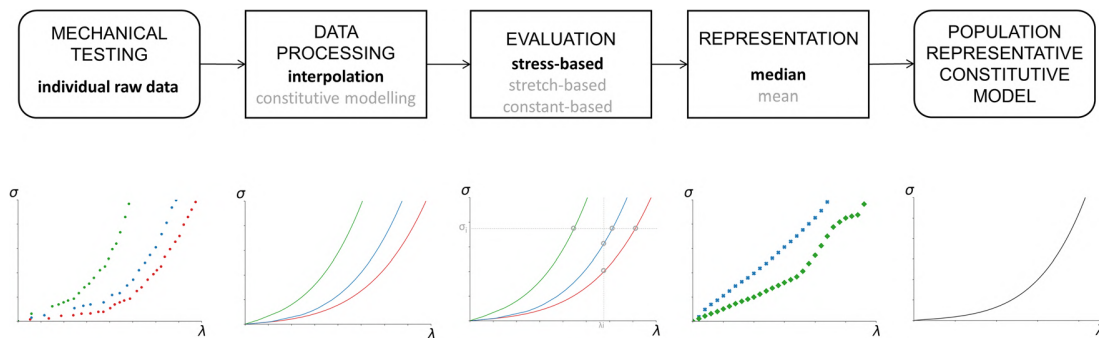 MECHANICAL
TESTING
individual raw data
DATA
PROCESSING
interpolation
constitutive modelling
EVALUATION
stress-based
stretch-based
constant-based
REPRESENTATION
median
mean
POPULATION
REPRESENTATIVE
CONSTITUTIVE
MODEL
σ
λ
σ
λ
σ
σi
λi
λ
σ
λ
σ
λ